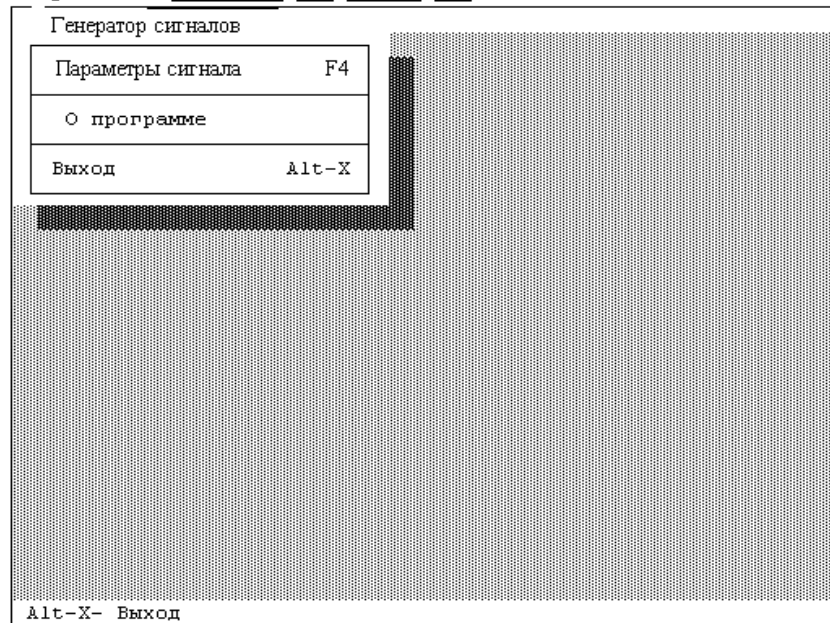 Генератор сигналов
Параметры сигнала F4
О программе
Выход Alt-X
Alt-X- Выход